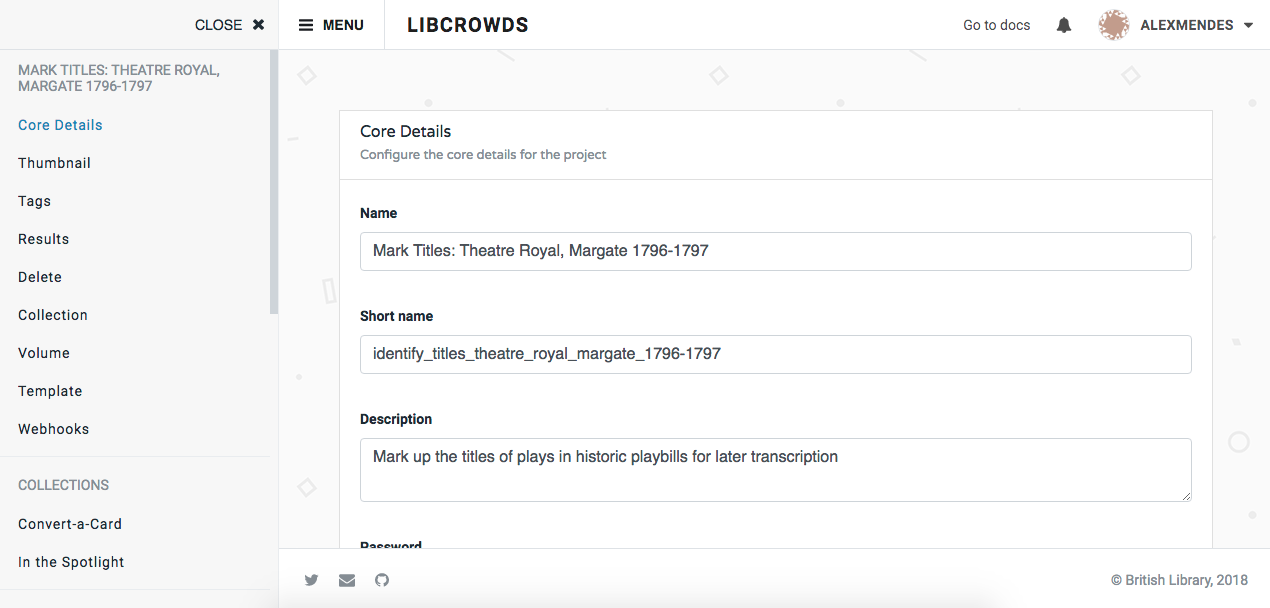 CLOSE
MENU
LIBCROWDS
Go to docs
ALEXMENDES
MARK TITLES: THEATRE ROYAL,
MARGATE 1796-1797
Core Details
Thumbnail
Tags
Results
Delete
Collection
Volume
Template
Webhooks
COLLECTIONS
Convert-a-Card
In the Spotlight
Core Details
Configure the core details for the project
Name
Mark Titles: Theatre Royal, Margate 1796-1797
Short name
identify_titles_theatre_royal_margate_1796-1797
Description
Mark up the titles of plays in historic playbills for later transcription
Password
© British Library, 2018